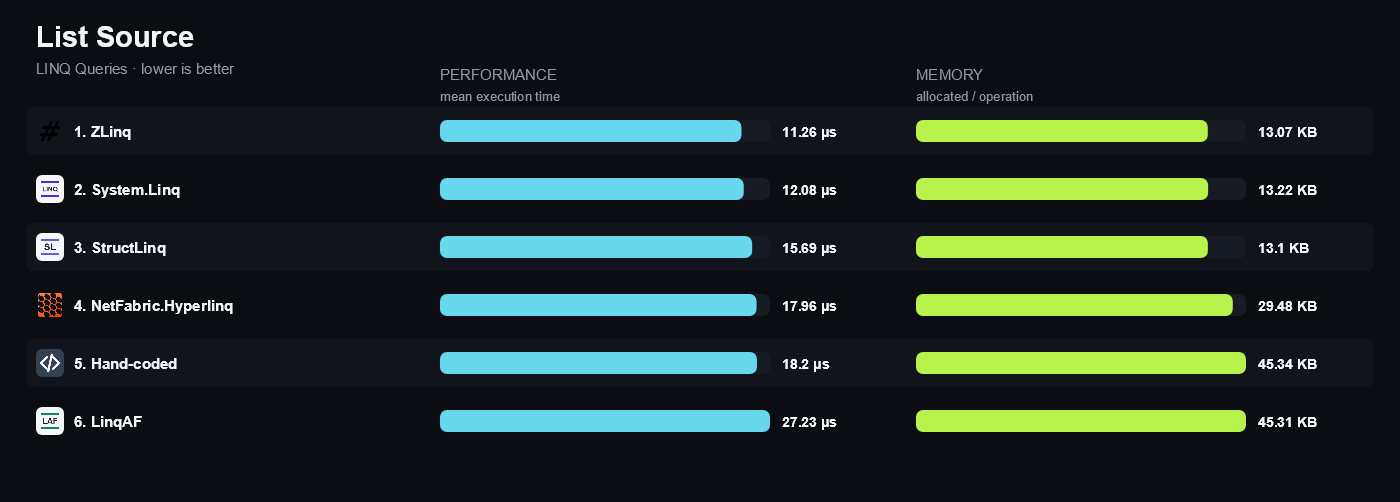 List Source
LINQ Queries · lower is better
PERFORMANCE
mean execution time
MEMORY
allocated / operation
1. ZLinq
11.26 µs
13.07 KB
LINQ
2. System.Linq
12.08 µs
13.22 KB
SL
3. StructLinq
15.69 µs
13.1 KB
4. NetFabric.Hyperlinq
17.96 µs
29.48 KB
5. Hand-coded
18.2 µs
45.34 KB
LAF
6. LinqAF
27.23 µs
45.31 KB